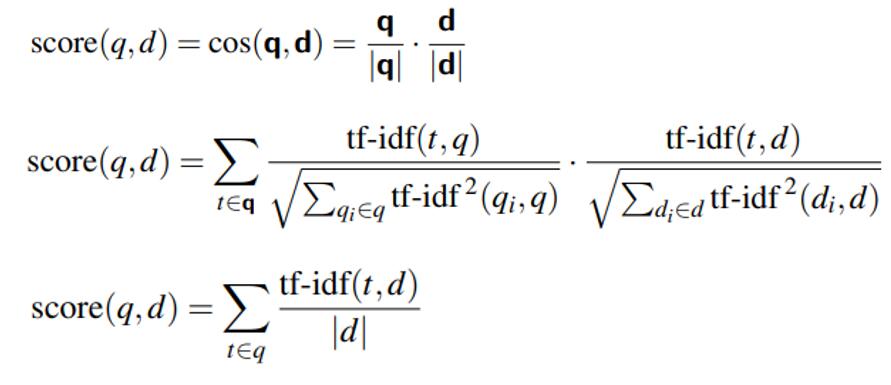 score(q,d) = cos(q,d) = q/|q| · d/|d|
score(q,d) = ∑_{t∈q} tf-idf(t,q)/√(∑_{q_i∈q} tf-idf²(q_i,q)) · tf-idf(t,d)/√(∑_{d_i∈d} tf-idf²(d_i,d))
score(q,d) = ∑_{t∈q} tf-idf(t,d)/|d|